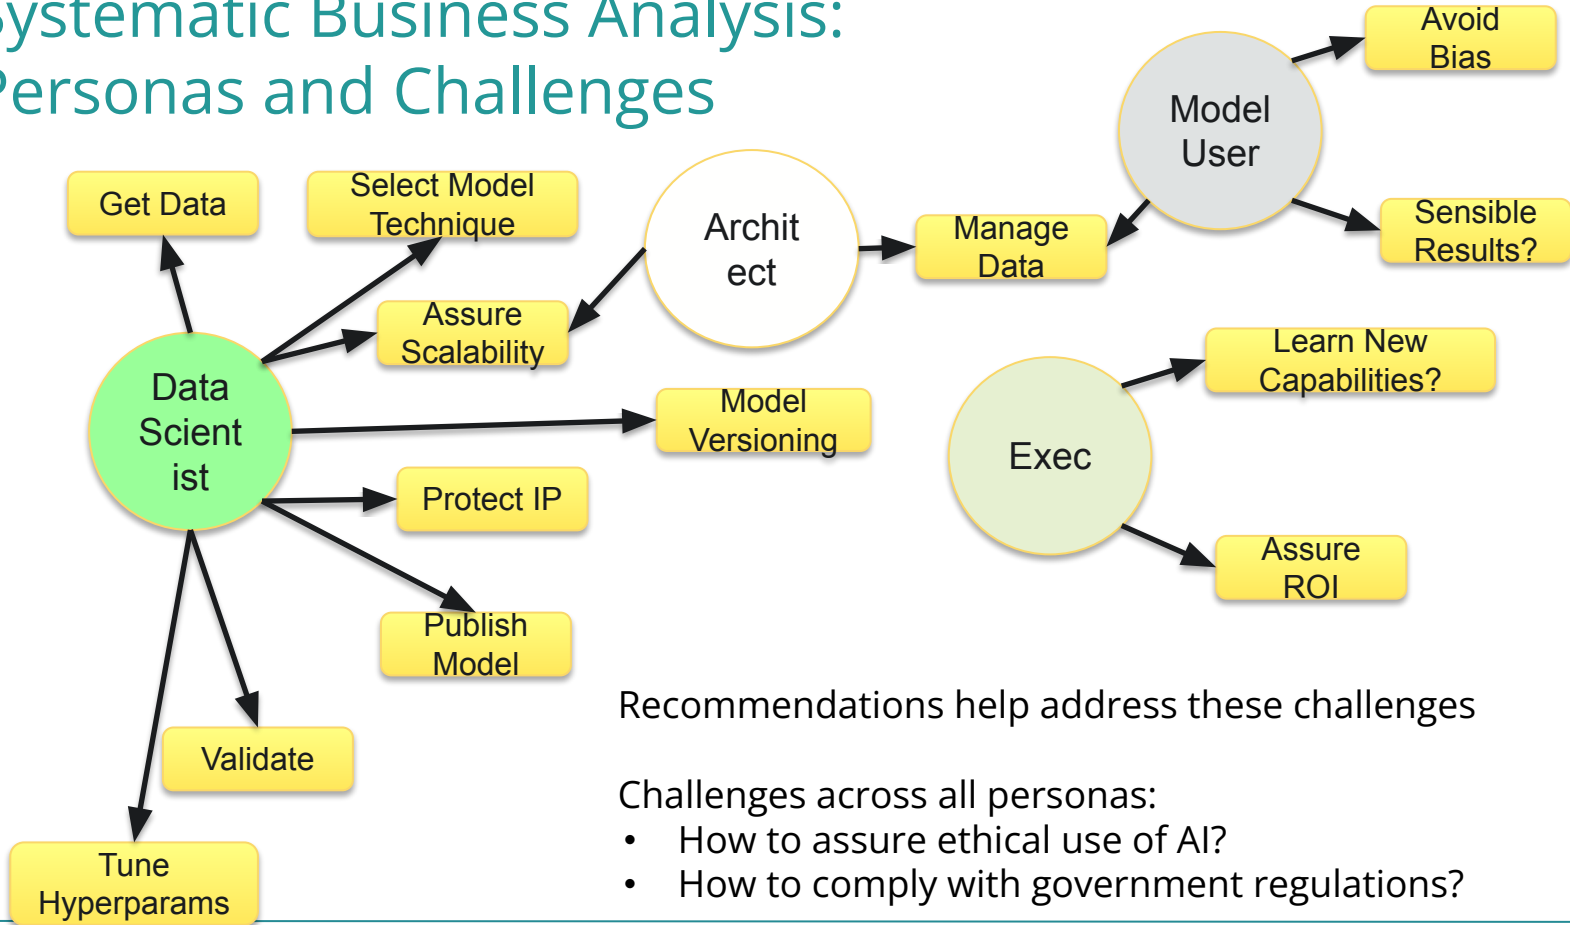 ystematic Business Analysis:
Personas and Challenges
Avoid
Bias
Model
User
Get Data
Select Model
Technique
Archit
ect
Manage
Data
Sensible
Results?
Assure
Scalability
Learn New
Capabilities?
Data
Scient
ist
Model
Versioning
Exec
Protect IP
Assure
ROI
Publish
Model
Validate
Tune
Hyperparams
Recommendations help address these challenges
Challenges across all personas:
• How to assure ethical use of AI?
• How to comply with government regulations?